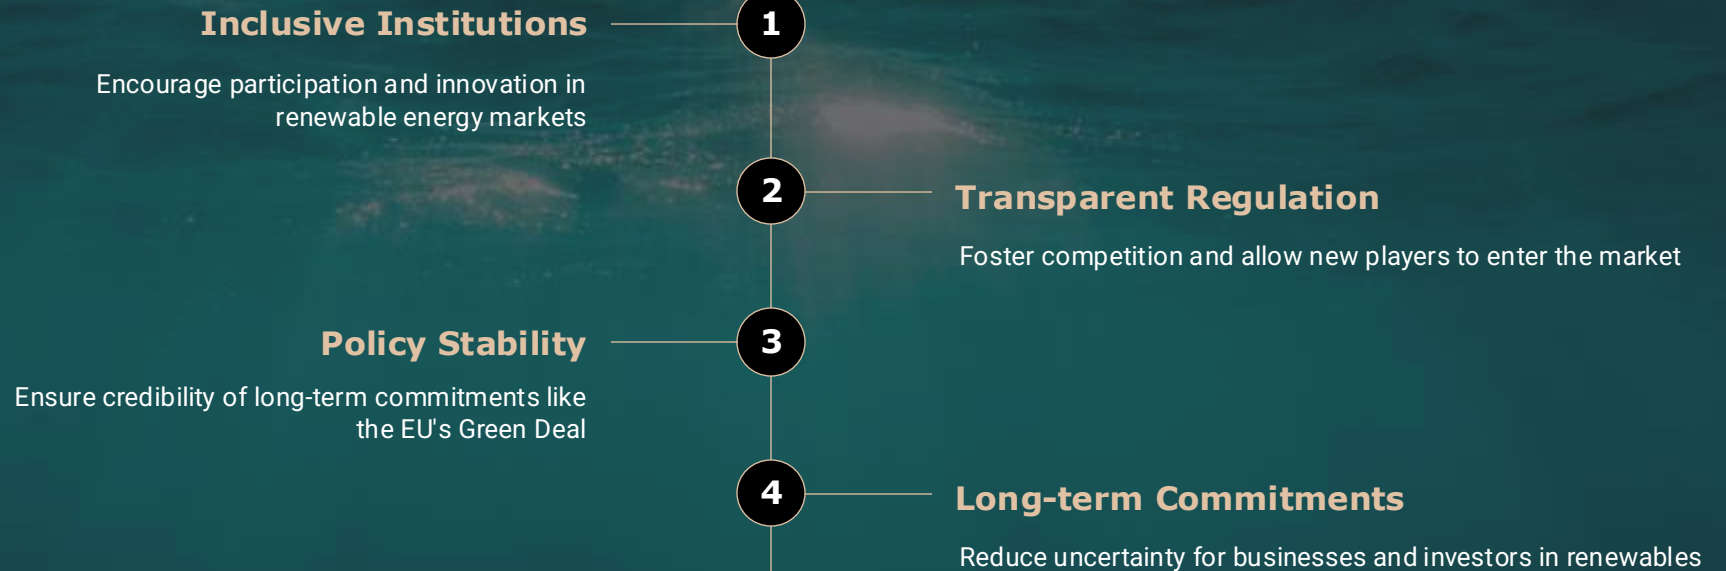 Inclusive Institutions
1
Encourage participation and innovation in
renewable energy markets
2
Transparent Regulation
Foster competition and allow new players to enter the market
Policy Stability
3
Ensure credibility of long-term commitments like
the EU's Green Deal
4
Long-term Commitments
Reduce uncertainty for businesses and investors in renewables